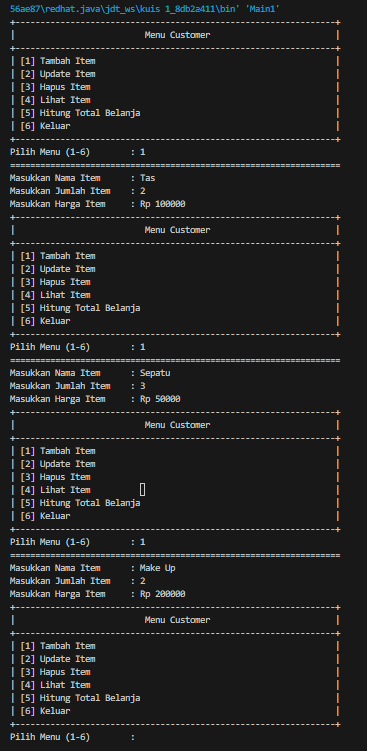 56ae87\redhat.java\jdt_ws\kuis 1_8db2a411\bin' 'Main1'
+----------------------------------------------------------------+
|                          Menu Customer                         |
+----------------------------------------------------------------+
| [1] Tambah Item                                                |
| [2] Update Item                                                |
| [3] Hapus Item                                                 |
| [4] Lihat Item                                                 |
| [5] Hitung Total Belanja                                       |
| [6] Keluar                                                     |
+----------------------------------------------------------------+
Pilih Menu (1-6)        : 1
==================================================================
Masukkan Nama Item      : Tas
Masukkan Jumlah Item    : 2
Masukkan Harga Item     : Rp 100000
+----------------------------------------------------------------+
|                          Menu Customer                         |
+----------------------------------------------------------------+
| [1] Tambah Item                                                |
| [2] Update Item                                                |
| [3] Hapus Item                                                 |
| [4] Lihat Item                                                 |
| [5] Hitung Total Belanja                                       |
| [6] Keluar                                                     |
+----------------------------------------------------------------+
Pilih Menu (1-6)        : 1
==================================================================
Masukkan Nama Item      : Sepatu
Masukkan Jumlah Item    : 3
Masukkan Harga Item     : Rp 50000
+----------------------------------------------------------------+
|                          Menu Customer                         |
+----------------------------------------------------------------+
| [1] Tambah Item                                                |
| [2] Update Item                                                |
| [3] Hapus Item                                                 |
| [4] Lihat Item                                                 |
| [5] Hitung Total Belanja                                       |
| [6] Keluar                                                     |
+----------------------------------------------------------------+
Pilih Menu (1-6)        : 1
==================================================================
Masukkan Nama Item      : Make Up
Masukkan Jumlah Item    : 2
Masukkan Harga Item     : Rp 200000
+----------------------------------------------------------------+
|                          Menu Customer                         |
+----------------------------------------------------------------+
| [1] Tambah Item                                                |
| [2] Update Item                                                |
| [3] Hapus Item                                                 |
| [4] Lihat Item                                                 |
| [5] Hitung Total Belanja                                       |
| [6] Keluar                                                     |
+----------------------------------------------------------------+
Pilih Menu (1-6)        :